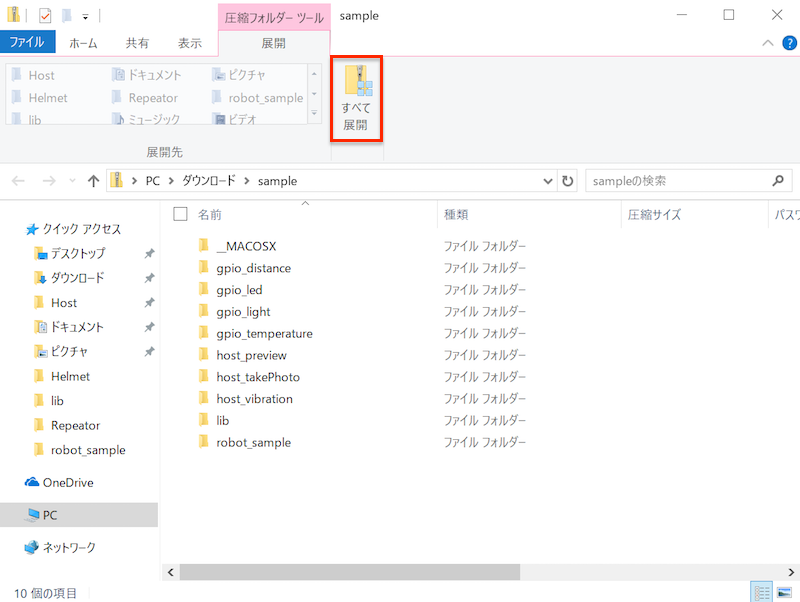 圧縮フォルダー ツール sample
ファイル ホーム 共有 表示 展開
Host ドキュメント ピクチャ
Helmet Repeator robot_sample
lib ミュージック ビデオ
すべて
展開
展開先
PC ダウンロード sample sampleの検索
名前 種類 圧縮サイズ パスワ
クイック アクセス
デスクトップ
ダウンロード
Host
ドキュメント
ピクチャ
Helmet
lib
Repeator
robot_sample
OneDrive
PC
ネットワーク
__MACOSX ファイル フォルダー
gpio_distance ファイル フォルダー
gpio_led ファイル フォルダー
gpio_light ファイル フォルダー
gpio_temperature ファイル フォルダー
host_preview ファイル フォルダー
host_takePhoto ファイル フォルダー
host_vibration ファイル フォルダー
lib ファイル フォルダー
robot_sample ファイル フォルダー
10 個の項目